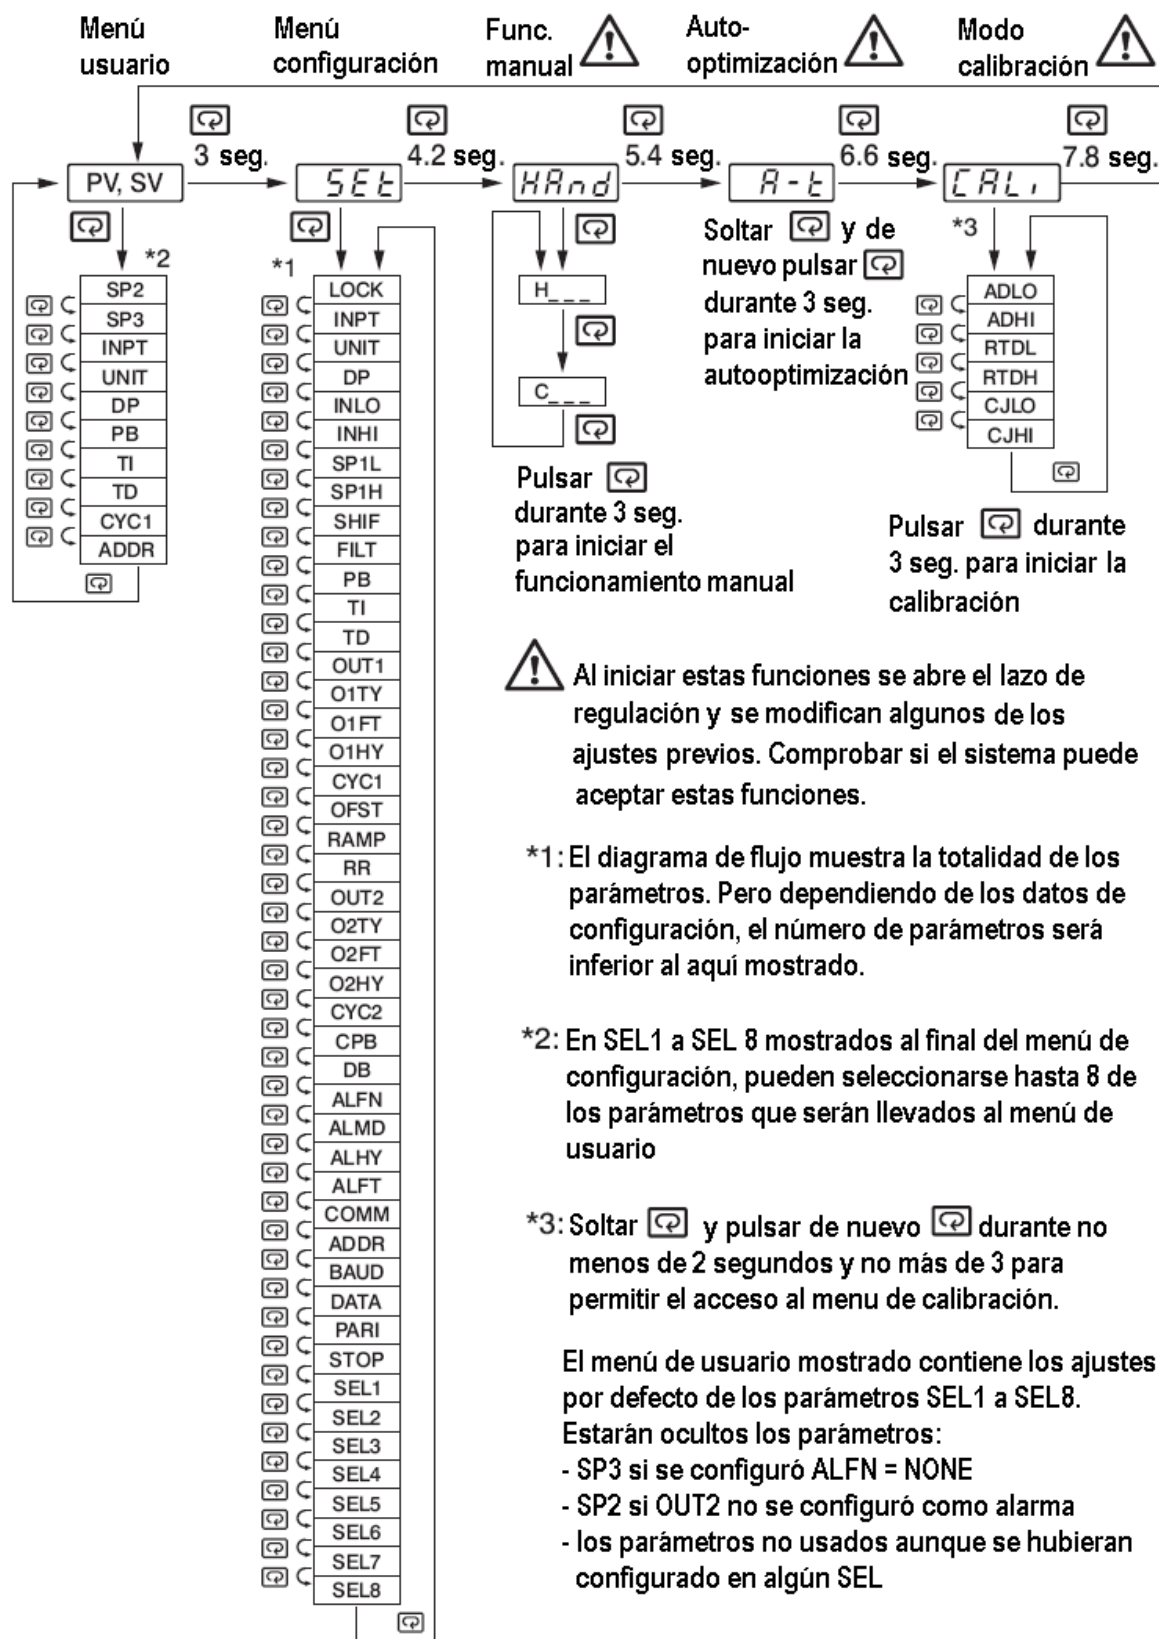 Menú
usuario
Menú
configuración
Func.
manual
Auto-
optimización
Modo
calibración
3 seg.
4.2 seg.
5.4 seg.
6.6 seg.
7.8 seg.
PV, SV
SEt
HAnd
A-t
CALi
*2
SP2
SP3
INPT
UNIT
DP
PB
TI
TD
CYC1
ADDR
*1
LOCK
INPT
UNIT
DP
INLO
INHI
SP1L
SP1H
SHIF
FILT
PB
TI
TD
OUT1
O1TY
O1FT
O1HY
CYC1
OFST
RAMP
RR
OUT2
O2TY
O2FT
O2HY
CYC2
CPB
DB
ALFN
ALMD
ALHY
ALFT
COMM
ADDR
BAUD
DATA
PARI
STOP
SEL1
SEL2
SEL3
SEL4
SEL5
SEL6
SEL7
SEL8
H_ _ _
C_ _ _
Pulsar
durante 3 seg.
para iniciar el
funcionamiento manual
Soltar y de
nuevo pulsar
durante 3 seg.
para iniciar la
autooptimización
*3
ADLO
ADHI
RTDL
RTDH
CJLO
CJHI
Pulsar durante
3 seg. para iniciar la
calibración
Al iniciar estas funciones se abre el lazo de
regulación y se modifican algunos de los
ajustes previos. Comprobar si el sistema puede
aceptar estas funciones.
*1: El diagrama de flujo muestra la totalidad de los
parámetros. Pero dependiendo de los datos de
configuración, el número de parámetros será
inferior al aquí mostrado.
*2: En SEL1 a SEL 8 mostrados al final del menú de
configuración, pueden seleccionarse hasta 8 de
los parámetros que serán llevados al menú de
usuario
*3: Soltar y pulsar de nuevo durante no
menos de 2 segundos y no más de 3 para
permitir el acceso al menu de calibración.
El menú de usuario mostrado contiene los ajustes
por defecto de los parámetros SEL1 a SEL8.
Estarán ocultos los parámetros:
- SP3 si se configuró ALFN = NONE
- SP2 si OUT2 no se configuró como alarma
- los parámetros no usados aunque se hubieran
configurado en algún SEL